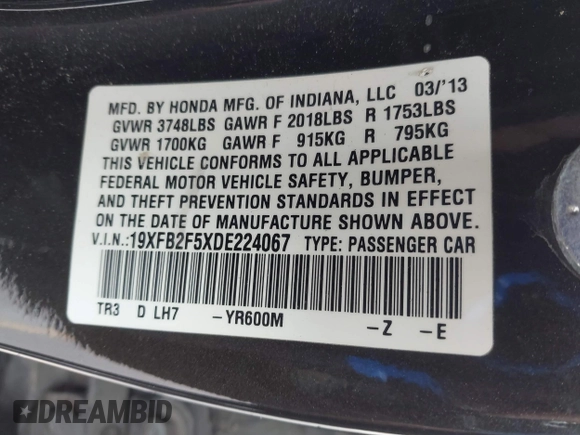 MFD. BY HONDA MFG. OF INDIANA, LLC 03/'13
GVWR 3748LBS GAWR F 2018LBS R 1753LBS
GVWR 1700KG GAWR F 915KG R 795KG
THIS VEHICLE CONFORMS TO ALL APPLICABLE
FEDERAL MOTOR VEHICLE SAFETY, BUMPER,
AND THEFT PREVENTION STANDARDS IN EFFECT
ON THE DATE OF MANUFACTURE SHOWN ABOVE.
V.I.N.:19XFB2F5XDE224067 TYPE: PASSENGER CAR
TR3 D LH7 –YR600M –Z –E
DREAMBID